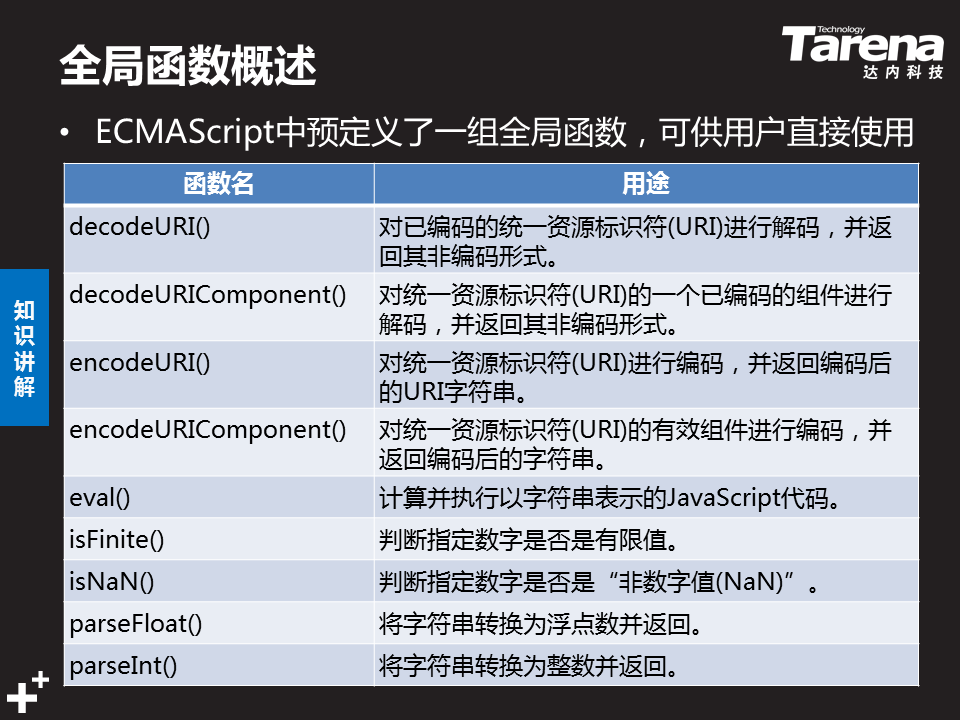 全局函数概述
Technology
Tarena
达内科技
• ECMAScript中预定义了一组全局函数，可供用户直接使用
函数名 用途
decodeURI() 对已编码的统一资源标识符(URI)进行解码，并返
回其非编码形式。
decodeURIComponent() 对统一资源标识符(URI)的一个已编码的组件进行
解码，并返回其非编码形式。
encodeURI() 对统一资源标识符(URI)进行编码，并返回编码后
的URI字符串。
encodeURIComponent() 对统一资源标识符(URI)的有效组件进行编码，并
返回编码后的字符串。
eval() 计算并执行以字符串表示的JavaScript代码。
isFinite() 判断指定数字是否是有限值。
isNaN() 判断指定数字是否是“非数字值(NaN)”。
parseFloat() 将字符串转换为浮点数并返回。
parseInt() 将字符串转换为整数并返回。
知
识
讲
解